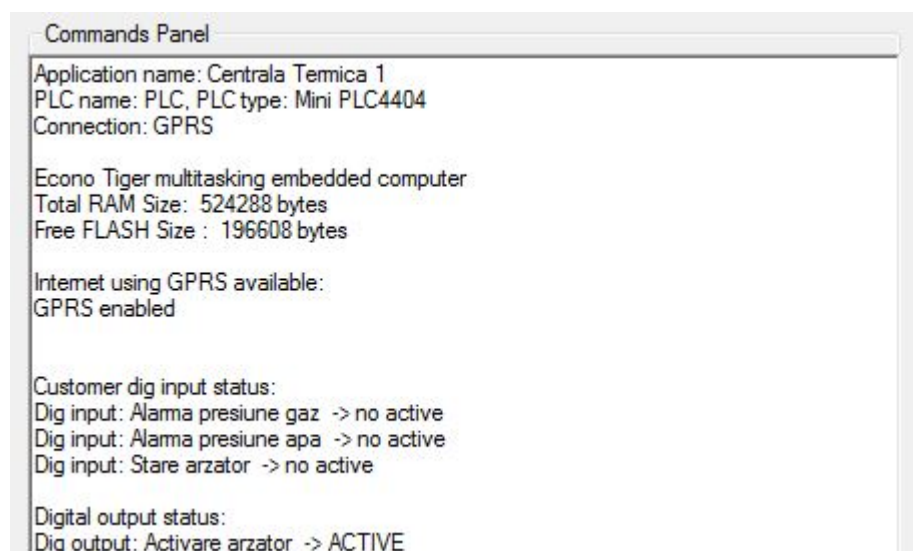 Commands Panel
Application name: Centrala Termica 1
PLC name: PLC, PLC type: Mini PLC4404
Connection: GPRS
Econo Tiger multitasking embedded computer
Total RAM Size:  524288 bytes
Free FLASH Size :  196608 bytes
Internet using GPRS available:
GPRS enabled
Customer dig input status:
Dig input: Alarma presiune gaz  -> no active
Dig input: Alarma presiune apa  -> no active
Dig input: Stare arzator  -> no active
Digital output status:
Dig output: Activare arzator  -> ACTIVE